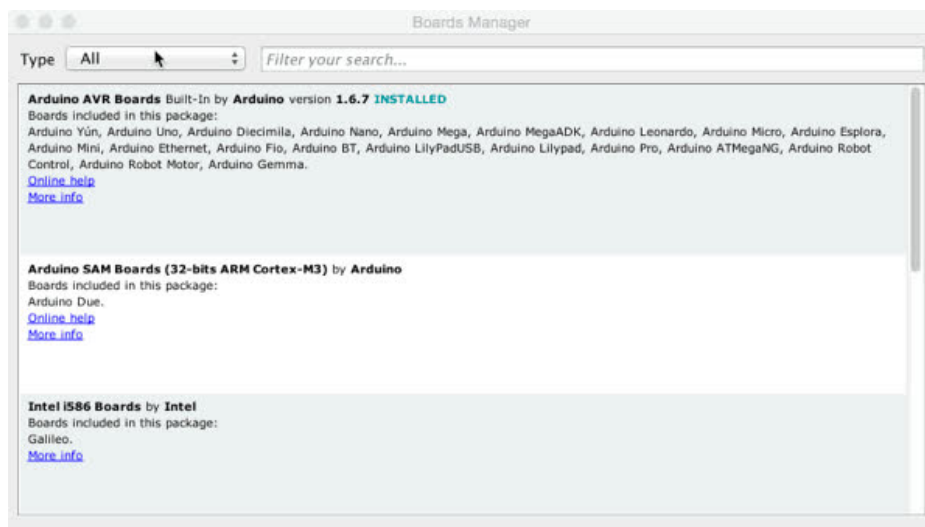 Boards Manager
Type All Filter your search...
Arduino AVR Boards Built-In by Arduino version 1.6.7 INSTALLED
Boards included in this package:
Arduino Yún, Arduino Uno, Arduino Diecimila, Arduino Nano, Arduino Mega, Arduino MegaADK, Arduino Leonardo, Arduino Micro, Arduino Esplora,
Arduino Mini, Arduino Ethernet, Arduino Fio, Arduino BT, Arduino LilyPadUSB, Arduino Lilypad, Arduino Pro, Arduino ATMegaNG, Arduino Robot
Control, Arduino Robot Motor, Arduino Gemma.
Online help
More info
Arduino SAM Boards (32-bits ARM Cortex-M3) by Arduino
Boards included in this package:
Arduino Due.
Online help
More info
Intel i586 Boards by Intel
Boards included in this package:
Galileo.
More info